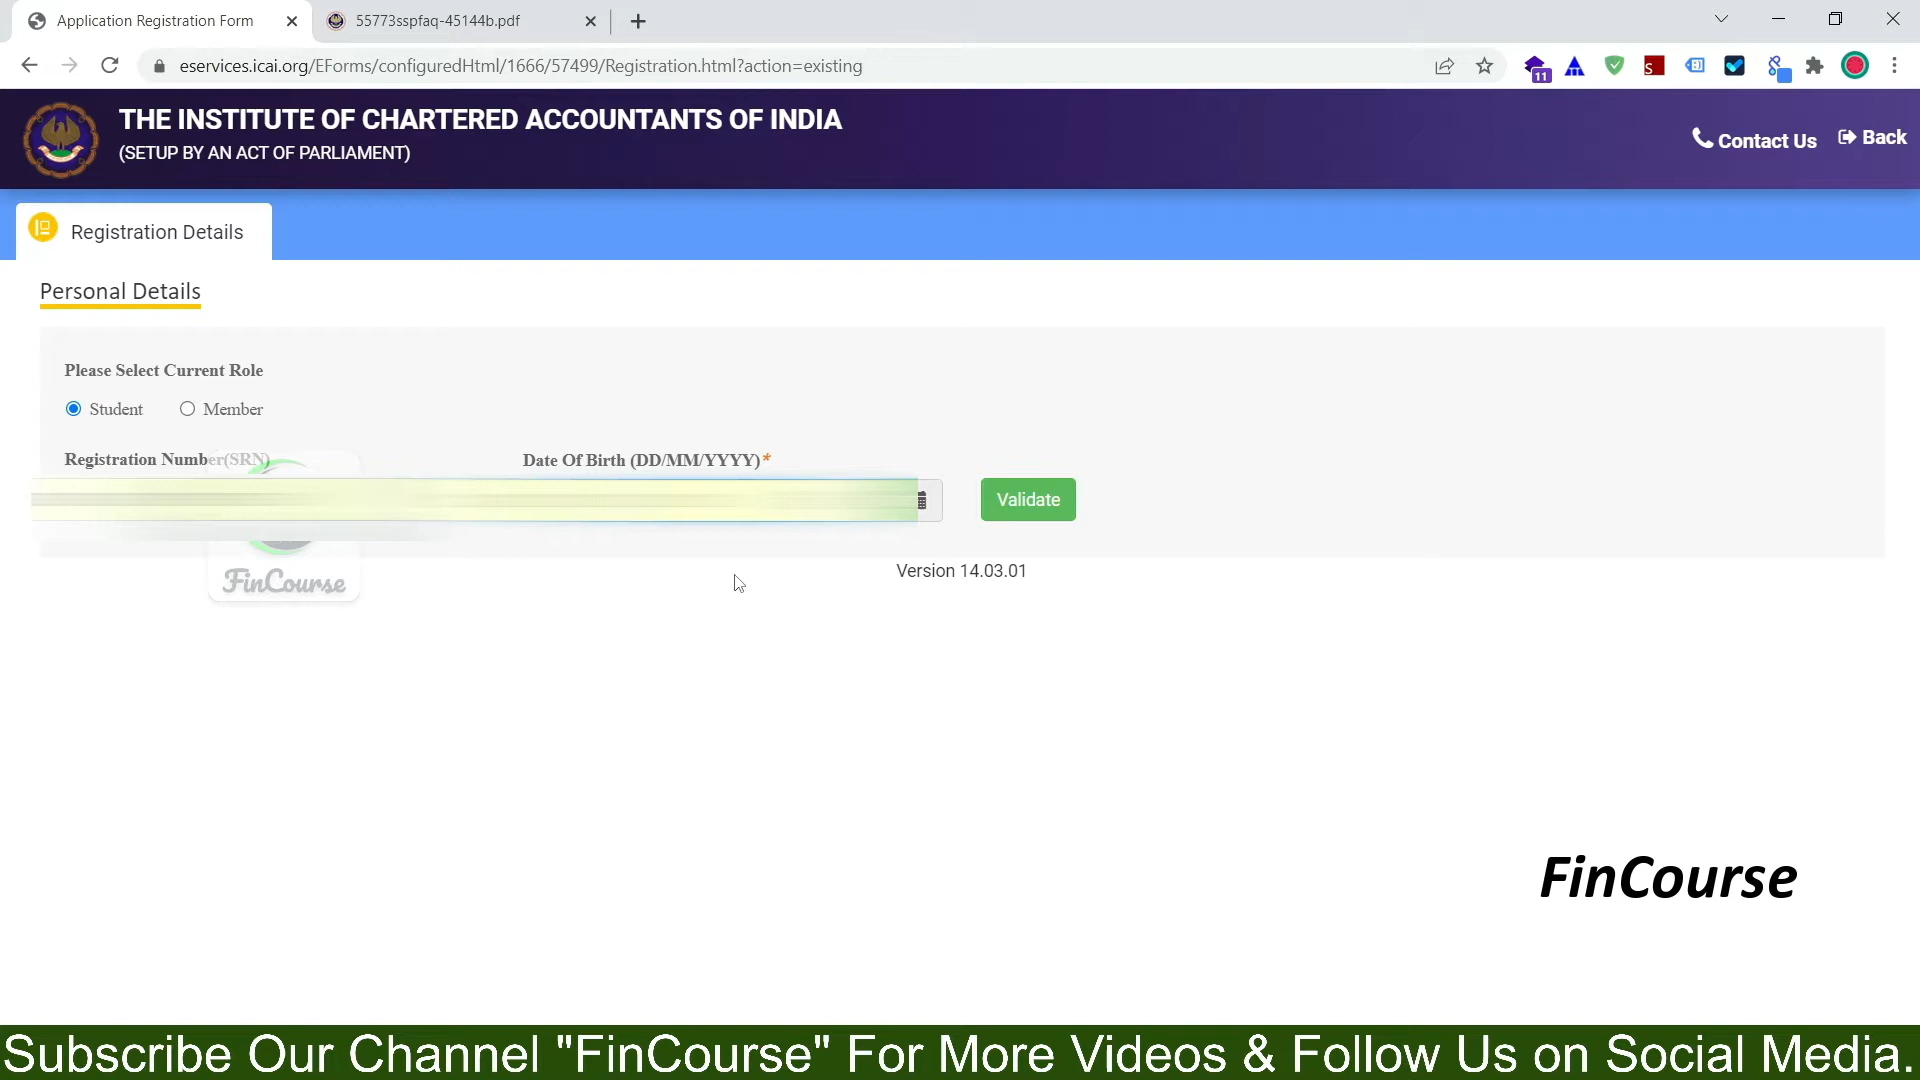 Application Registration Form
55773sspfaq-45144b.pdf
eservices.icai.org/EForms/configuredHtml/1666/57499/Registration.html?action=existing
11
THE INSTITUTE OF CHARTERED ACCOUNTANTS OF INDIA
(SETUP BY AN ACT OF PARLIAMENT)
Contact Us
Back
Registration Details
Personal Details
Please Select Current Role
Student
Member
Registration Number(SRN)
Date Of Birth (DD/MM/YYYY)*
Validate
FinCourse
Version 14.03.01
FinCourse
Subscribe Our Channel "FinCourse" For More Videos & Follow Us on Social Media.